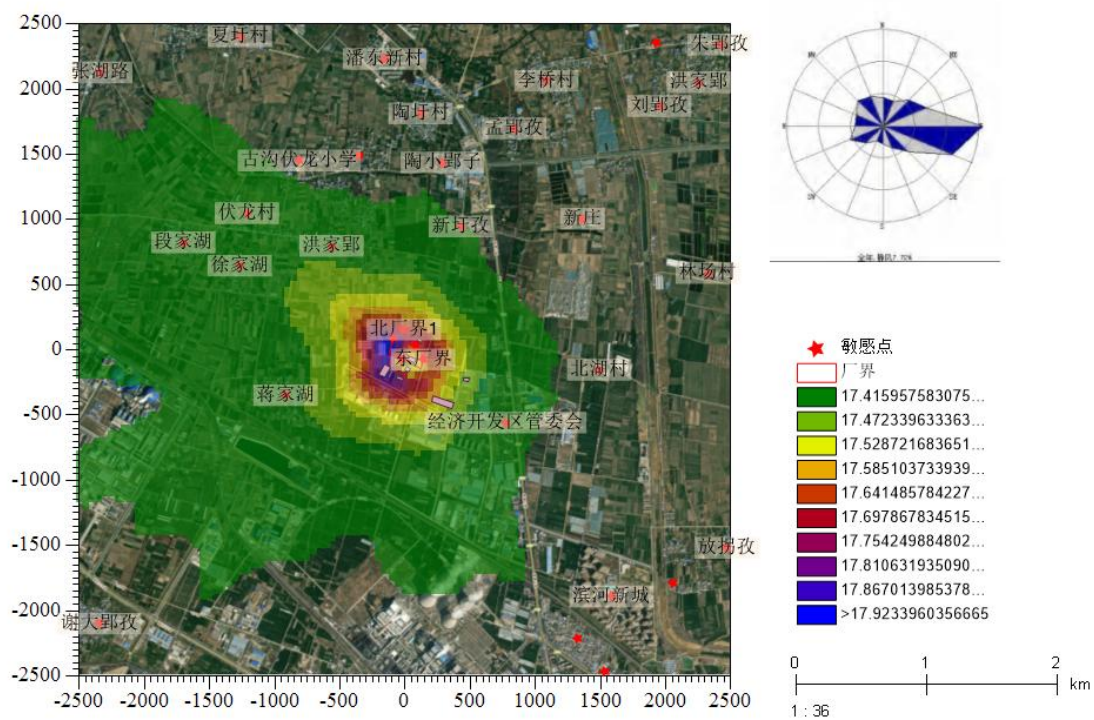 2500
2000
1500
1000
500
0
-500
-1000
-1500
-2000
-2500
-2500 -2000 -1500 -1000 -500 0 500 1000 1500 2000 2500
夏圩村
潘东新村
朱郢孜
张湖路
李桥村
洪家郢
陶圩村
刘郢孜
孟郢孜
古沟伏龙小学
陶小郢子
伏龙村
新圩孜
新庄
段家湖
洪家郢
徐家湖
林场村
北厂界1
东厂界
北湖村
蒋家湖
经济开发区管委会
放拐孜
滨河新城
谢大郢孜
敏感点
厂界
17.415957583075...
17.472339633363...
17.528721683651...
17.585103733939...
17.641485784227...
17.697867834515...
17.754249884802...
17.810631935090...
17.867013985378...
>17.9233960356665
0 1 2
km
1 : 36